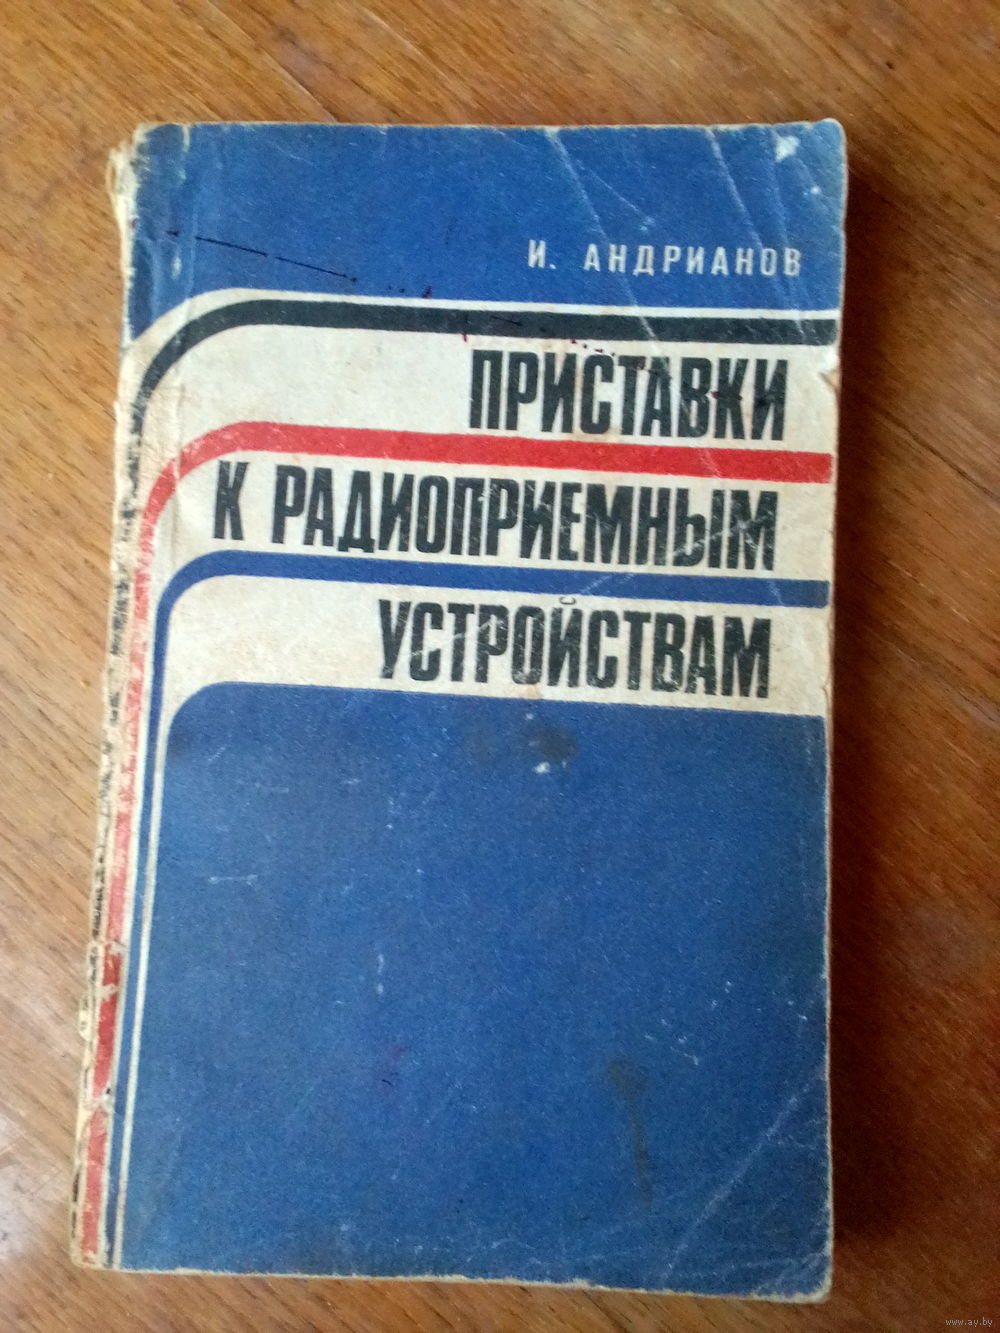 И. АНДРИАНОВ
ПРИСТАВКИ
К РАДИОПРИЕМНЫМ
УСТРОЙСТВАМ
www.ay.by